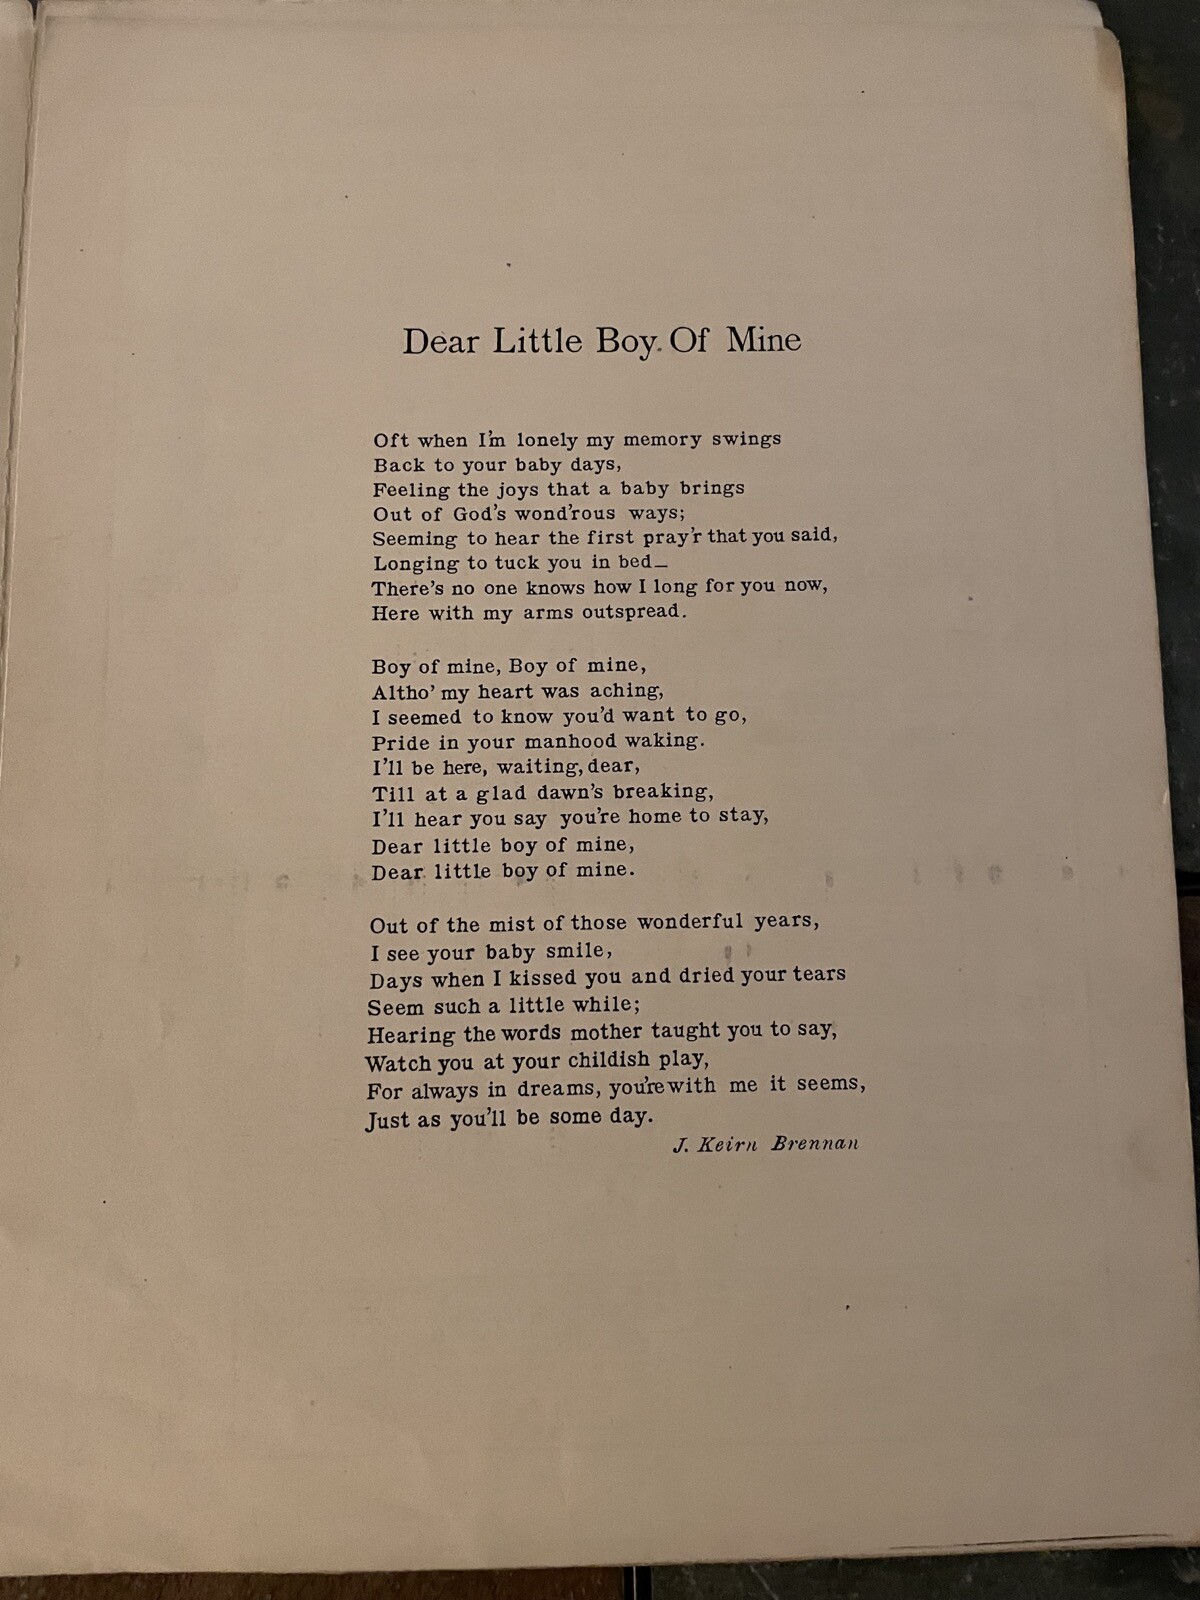 Dear Little Boy Of Mine
Oft when I'm lonely my memory swings
Back to your baby days,
Feeling the joys that a baby brings
Out of God's wond'rous ways;
Seeming to hear the first pray'r that you said,
Longing to tuck you in bed—
There's no one knows how I long for you now,
Here with my arms outspread.
Boy of mine, Boy of mine,
Altho' my heart was aching,
I seemed to know you'd want to go,
Pride in your manhood waking.
I'll be here, waiting, dear,
Till at a glad dawn's breaking,
I'll hear you say you're home to stay,
Dear little boy of mine,
Dear little boy of mine.
Out of the mist of those wonderful years,
I see your baby smile,
Days when I kissed you and dried your tears
Seem such a little while;
Hearing the words mother taught you to say,
Watch you at your childish play,
For always in dreams, you're with me it seems,
Just as you'll be some day.
J. Keirn Brennan